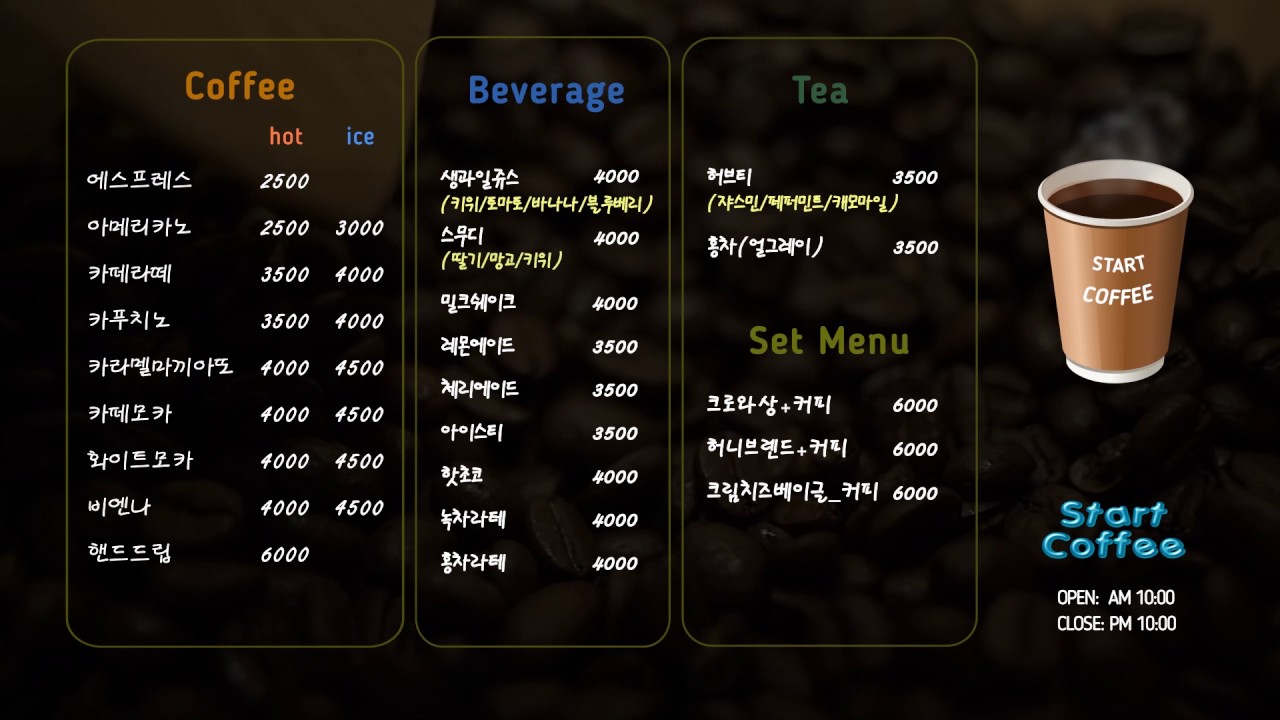 Coffee
hot ice
에스프레스 2500
아메리카노 2500 3000
카페라떼 3500 4000
카푸치노 3500 4000
카라멜마끼아또 4000 4500
카페모카 4000 4500
화이트모카 4000 4500
비엔나 4000 4500
핸드드립 6000
Beverage
생과일쥬스 4000
(키위/토마토/바나나/블루베리)
스무디 4000
(딸기/망고/키위)
밀크쉐이크 4000
레몬에이드 3500
체리에이드 3500
아이스티 3500
핫초코 4000
녹차라테 4000
홍차라테 4000
Tea
허브티 3500
(쟈스민/페퍼민트/캐모마일)
홍차(얼그레이) 3500
Set Menu
크로와상+커피 6000
허니브렌드+커피 6000
크림치즈베이글_커피 6000
START
COFFEE
Start
Coffee
OPEN: AM 10:00
CLOSE: PM 10:00